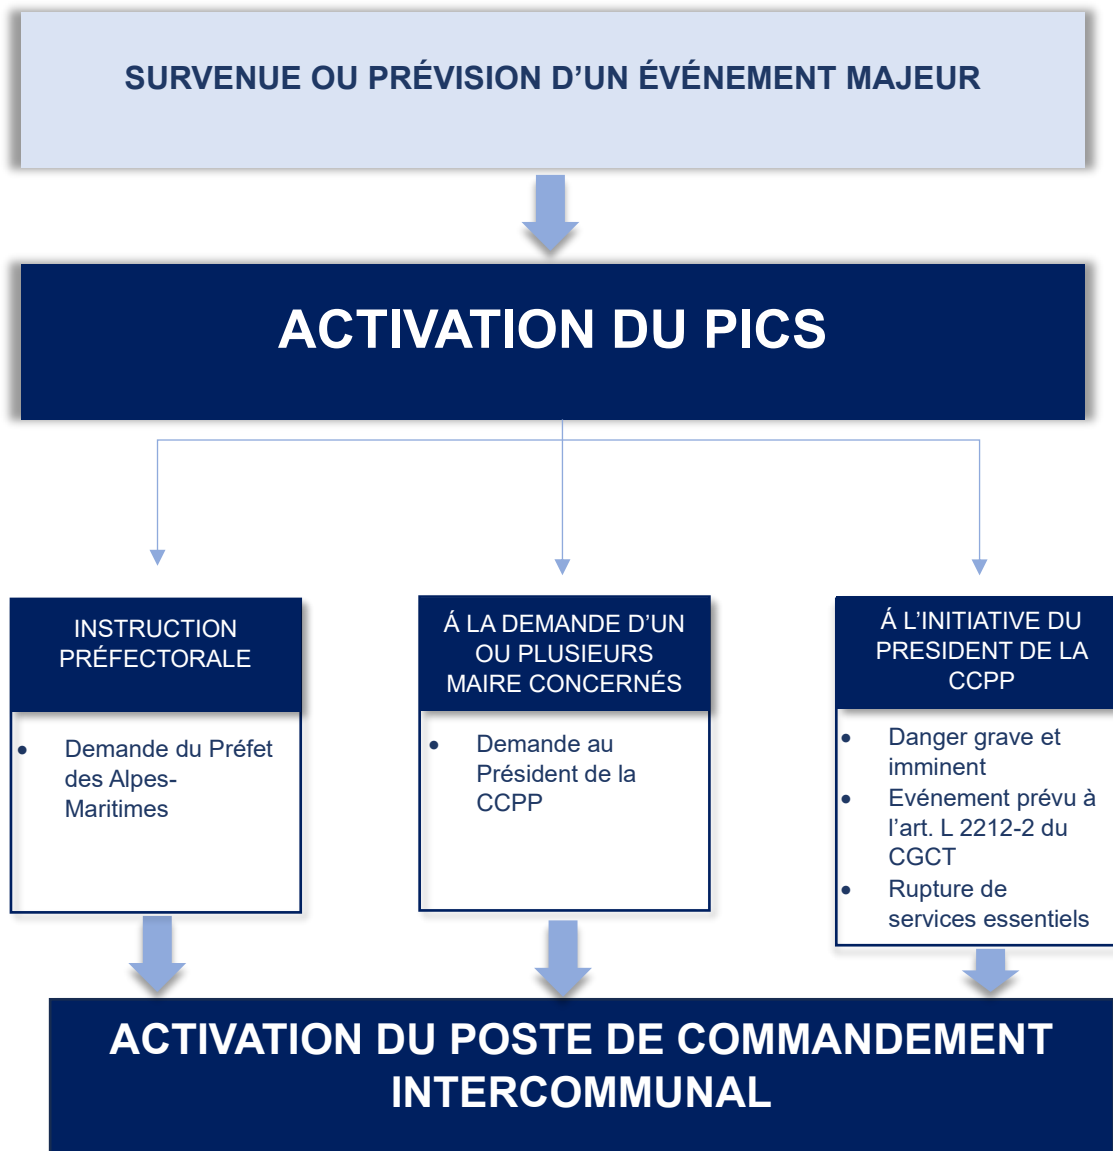 SURVENUE OU PRÉVISION D’UN ÉVÉNEMENT MAJEUR
ACTIVATION DU PICS
INSTRUCTION
PRÉFECTORALE
• Demande du Préfet
des Alpes-
Maritimes
Á LA DEMANDE D’UN
OU PLUSIEURS
MAIRE CONCERNÉS
• Demande au
Président de la
CCPP
Á L’INITIATIVE DU
PRESIDENT DE LA
CCPP
• Danger grave et
imminent
• Evénement prévu à
l’art. L 2212-2 du
CGCT
• Rupture de
services essentiels
ACTIVATION DU POSTE DE COMMANDEMENT
INTERCOMMUNAL